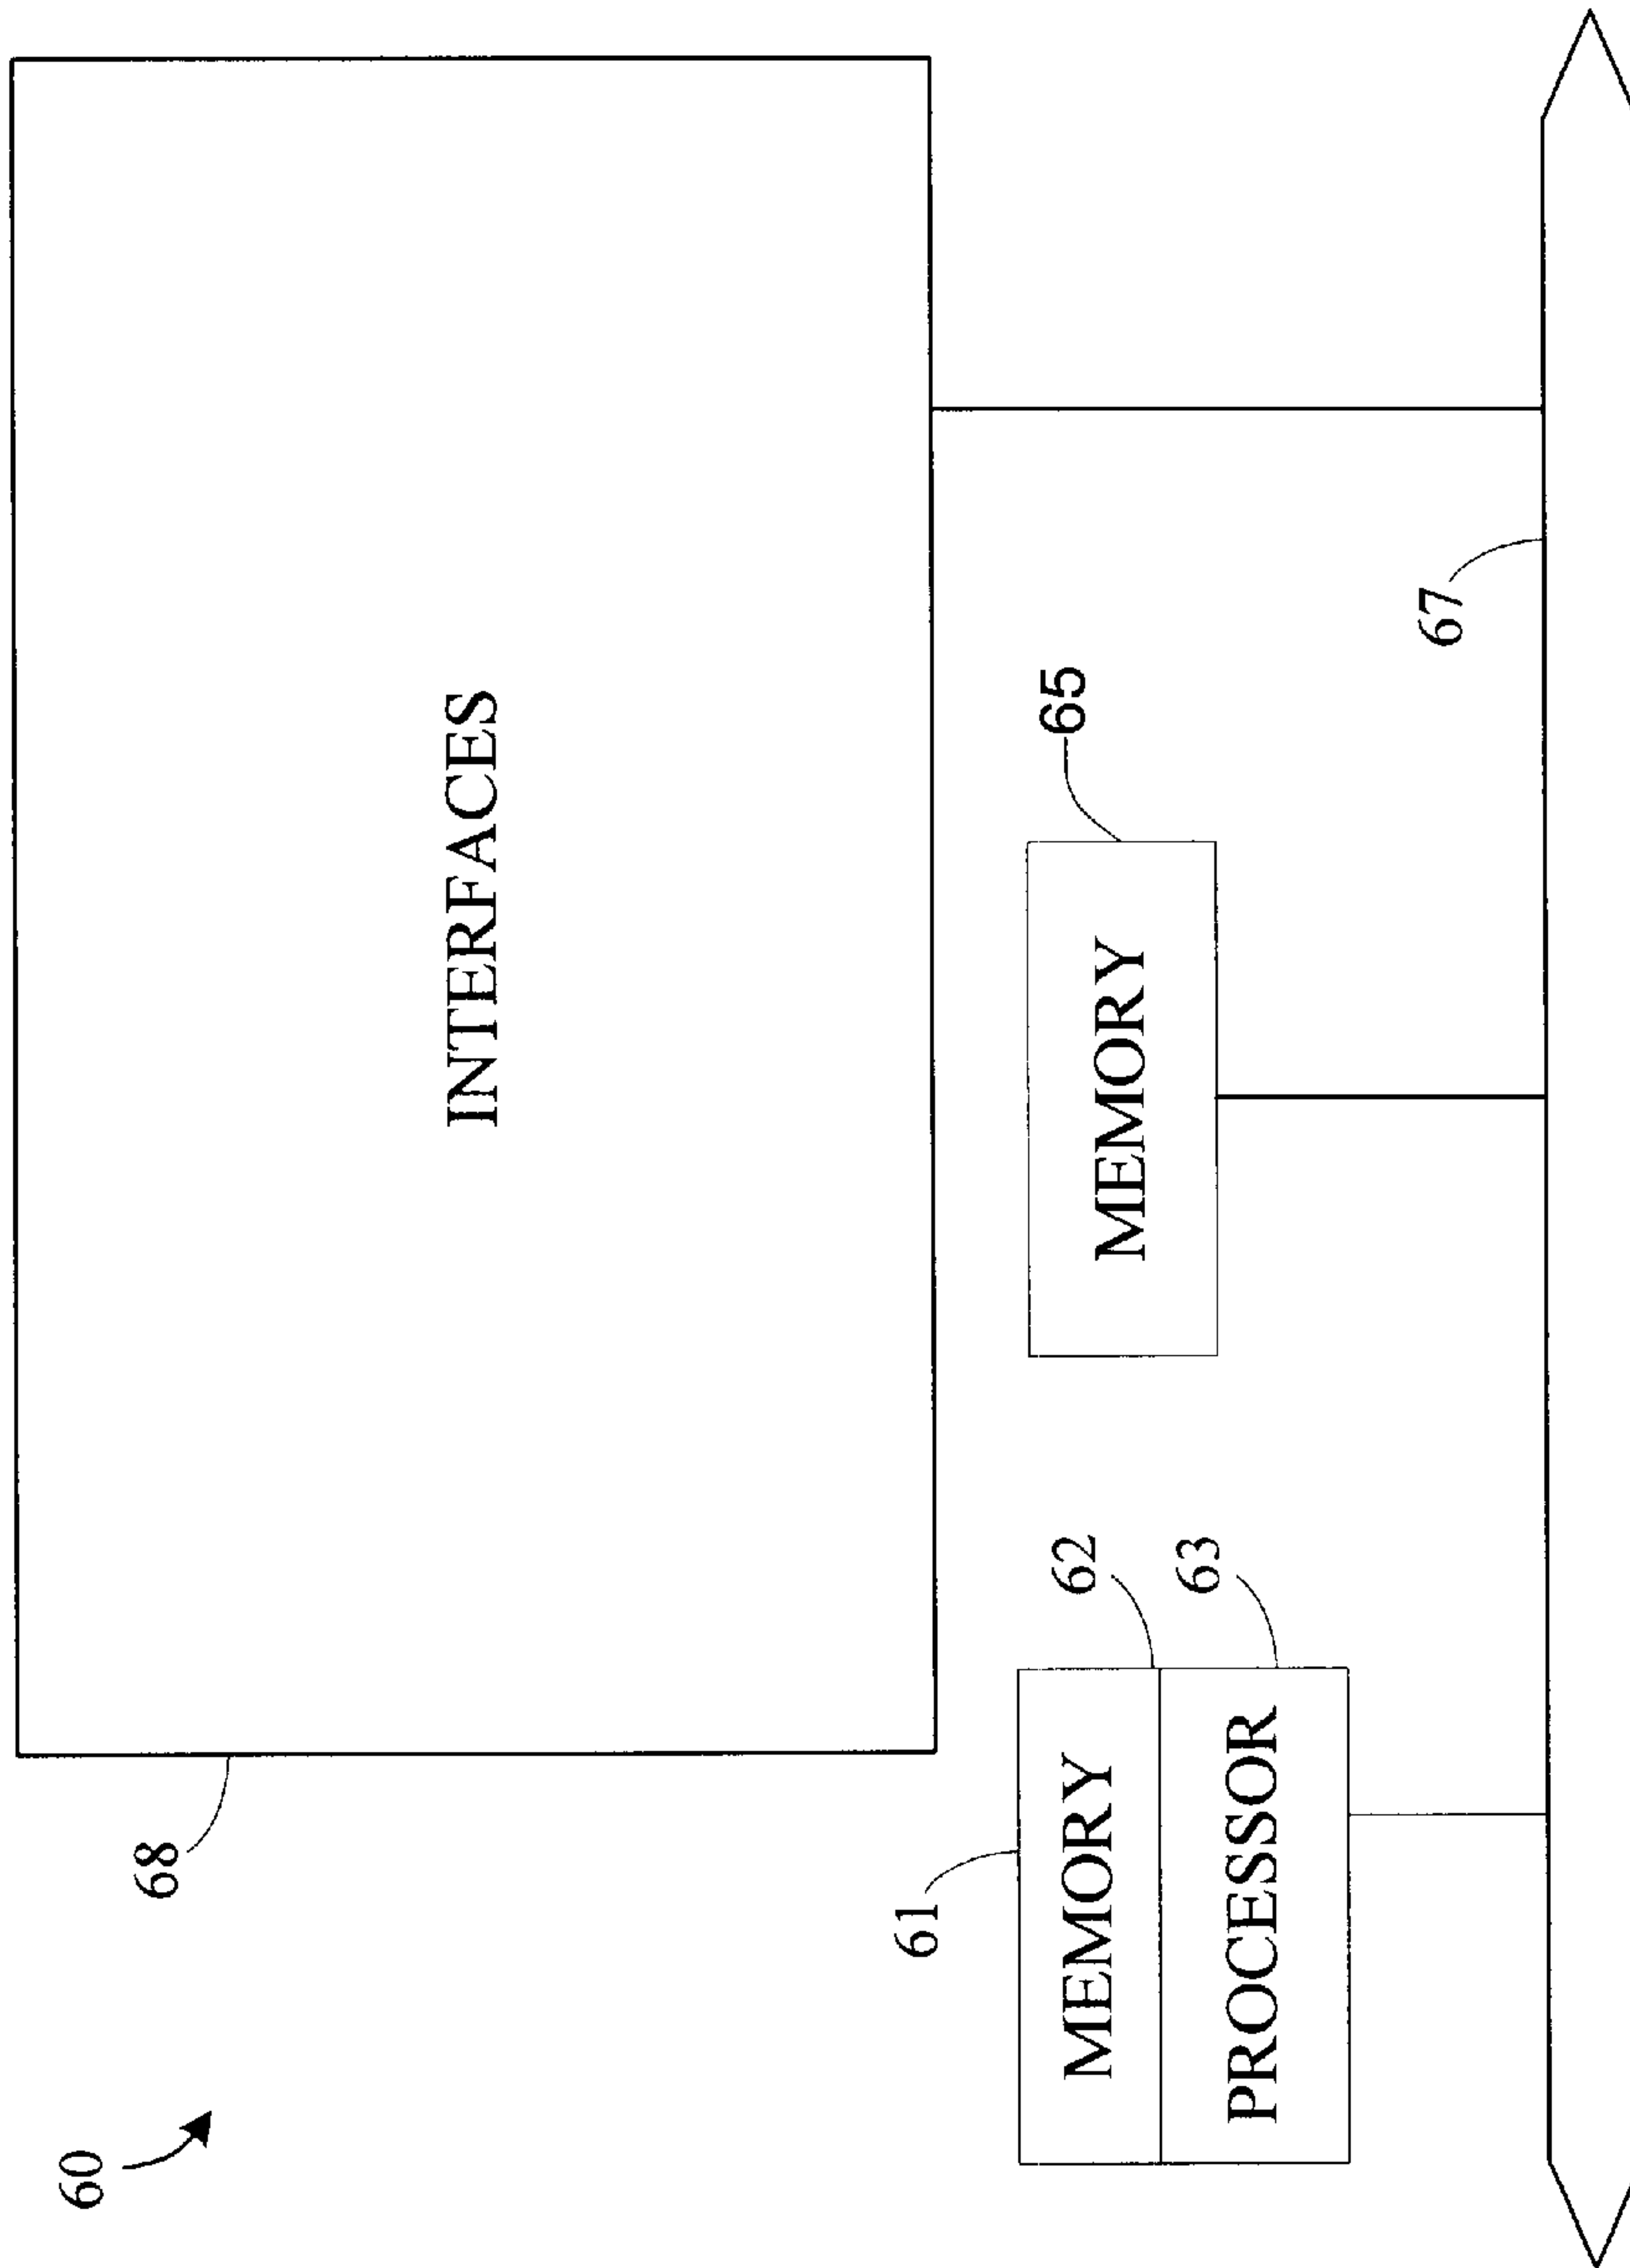 60
68
INTERFACES
61
MEMORY
62
PROCESSOR
63
MEMORY
65
67